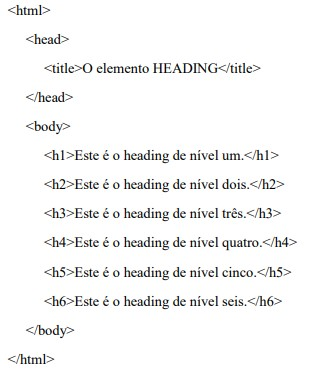 <html>
<head>
<title>O elemento HEADING</title>
</head>
<body>
<h1>Este é o heading de nível um.</h1>
<h2>Este é o heading de nível dois.</h2>
<h3>Este é o heading de nível três.</h3>
<h4>Este é o heading de nível quatro.</h4>
<h5>Este é o heading de nível cinco.</h5>
<h6>Este é o heading de nível seis.</h6>
</body>
</html>